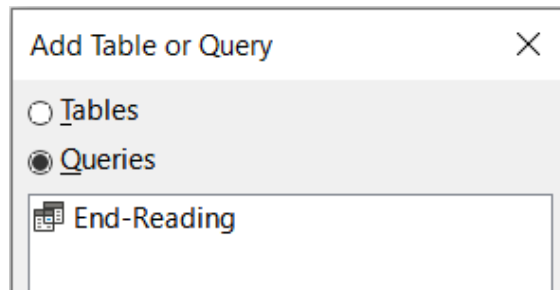 Add Table or Query
Tables
Queries
End-Reading